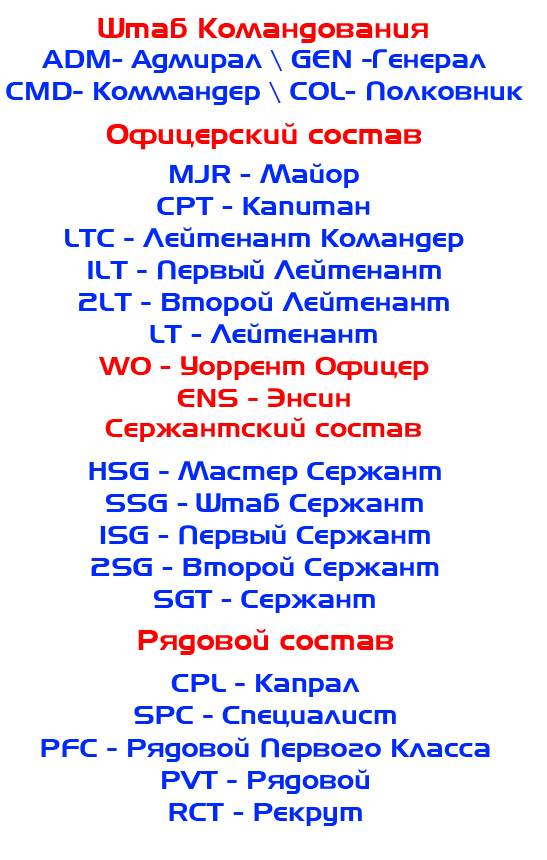 Штаб Командования
ADM- Адмирал \ GEN -Генерал
CMD- Коммандер \ COL- Полковник
Офицерский состав
MJR - Майор
CPT - Капитан
LTC - Лейтенант Командер
1LT - Первый Лейтенант
2LT - Второй Лейтенант
LT - Лейтенант
WO - Уоррент Офицер
ENS - Энсин
Сержантский состав
HSG - Мастер Сержант
SSG - Штаб Сержант
1SG - Первый Сержант
2SG - Второй Сержант
SGT - Сержант
Рядовой состав
CPL - Капрал
SPC - Специалист
PFC - Рядовой Первого Класса
PVT - Рядовой
RCT - Рекрут